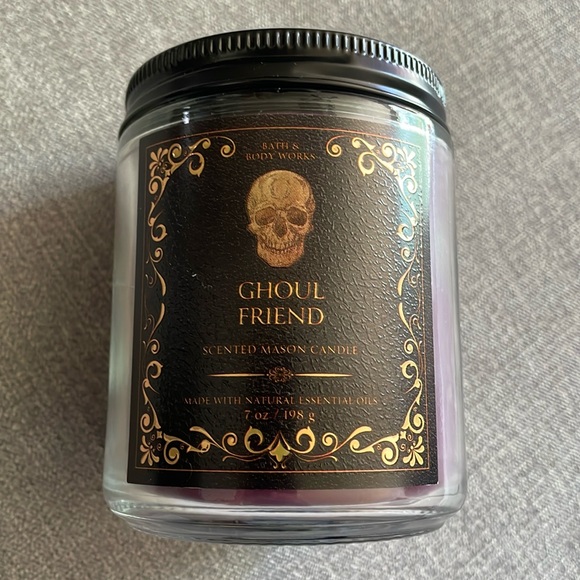 BATH &
BODY WORKS
GHOUL
FRIEND
SCENTED MASON CANDLE
MADE WITH NATURAL ESSENTIAL OILS
7 oz / 198 g